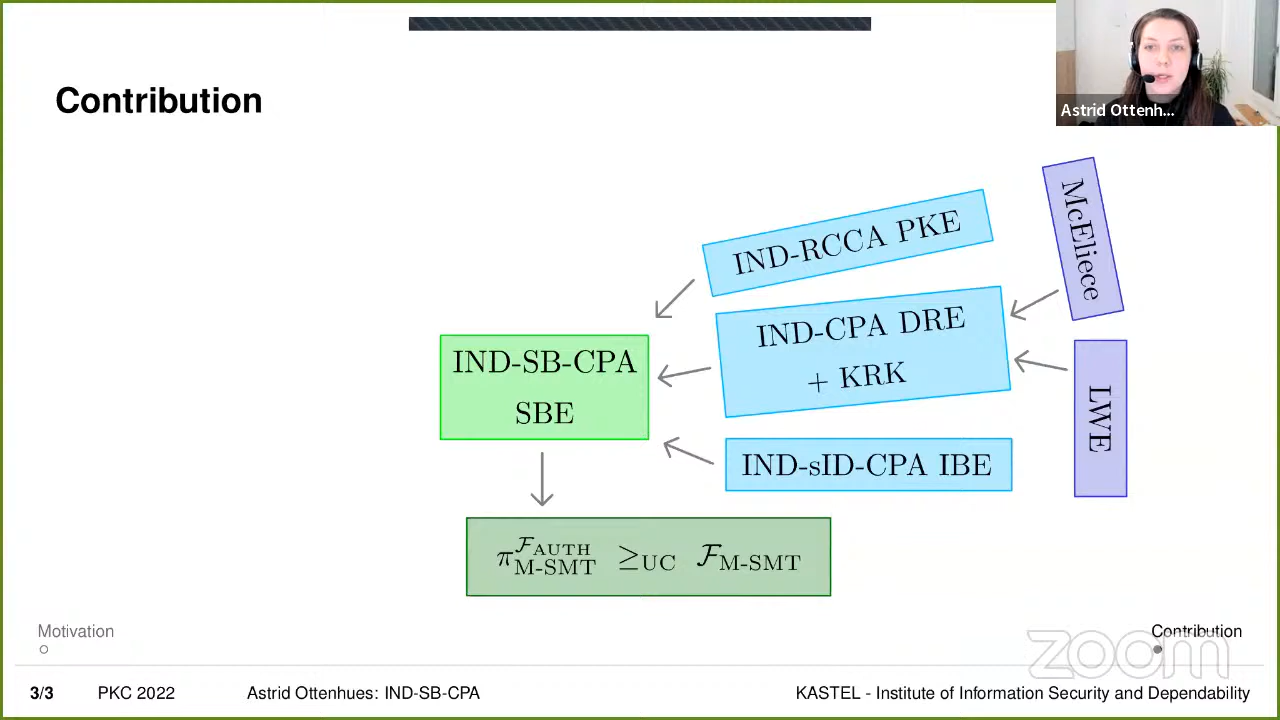 Astrid Ottenh...
Contribution
McEliece
IND-RCCA PKE
IND-CPA DRE
+ KRK
IND-SB-CPA
SBE
LWE
IND-sID-CPA IBE
π^{ℱ_AUTH}_{M-SMT} ≥_UC ℱ_{M-SMT}
Motivation
Contribution
zoom
3/3 PKC 2022 Astrid Ottenhues: IND-SB-CPA KASTEL - Institute of Information Security and Dependability